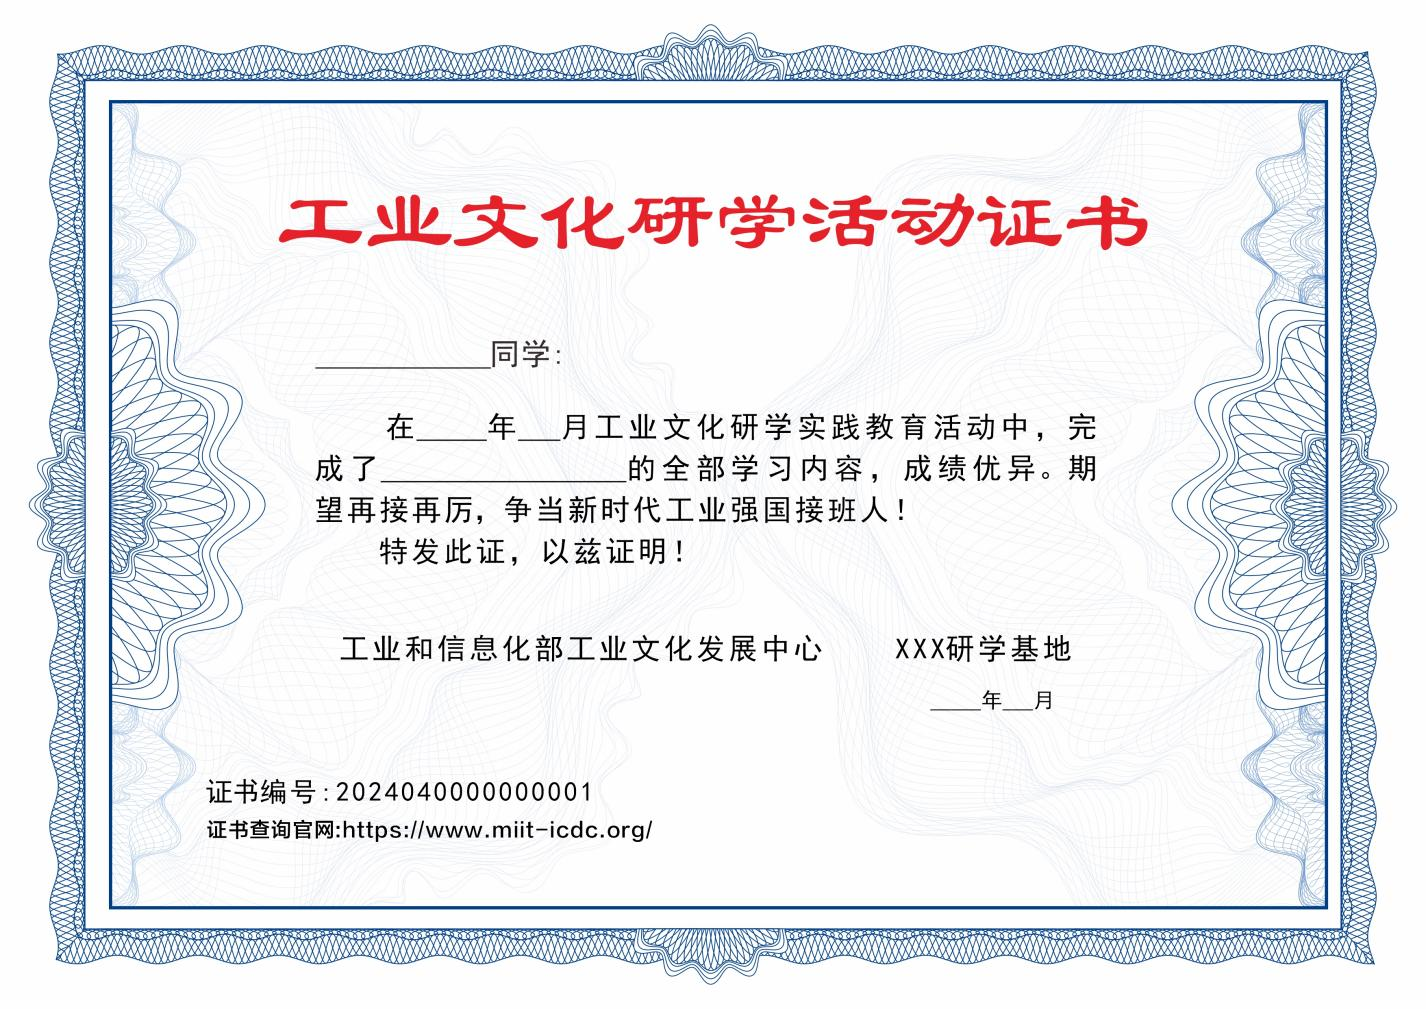 工业文化研学活动证书
____________同学:
在_____年___月工业文化研学实践教育活动中，完
成了_________________的全部学习内容，成绩优异。期
望再接再厉，争当新时代工业强国接班人！
特发此证，以兹证明！
工业和信息化部工业文化发展中心 XXX研学基地
_____年___月
证书编号:2024040000000001
证书查询官网:https://www.miit-icdc.org/